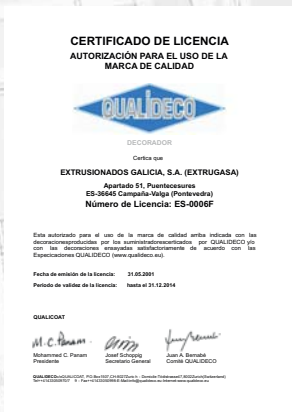 CERTIFICADO DE LICENCIA
AUTORIZACIÓN PARA EL USO DE LA
MARCA DE CALIDAD
QUALIDECO
DECORADOR
Certica que
EXTRUSIONADOS GALICIA, S.A. (EXTRUGASA)
Apartado 51, Puentecesures
ES-36645 Campaña-Valga (Pontevedra)
Número de Licencia: ES-0006F
Esta autorizado para el uso de la marca de calidad arriba indicada con las
decoracionesproducidas por los suministradorescerticados por QUALIDECO y/o
con las decoraciones ensayadas satisfactoriamente de acuerdo con las
Especicaciones QUALIDECO (www.qualideco.eu).
Fecha de emisión de la licencia: 31.05.2001
Periodo de validez de la licencia: hasta el 31.12.2014
QUALICOAT
Mohammed C. Panam Josef Schoppig Juan A. Bernabé
Presidente Secretario General Comité QUALIDECO